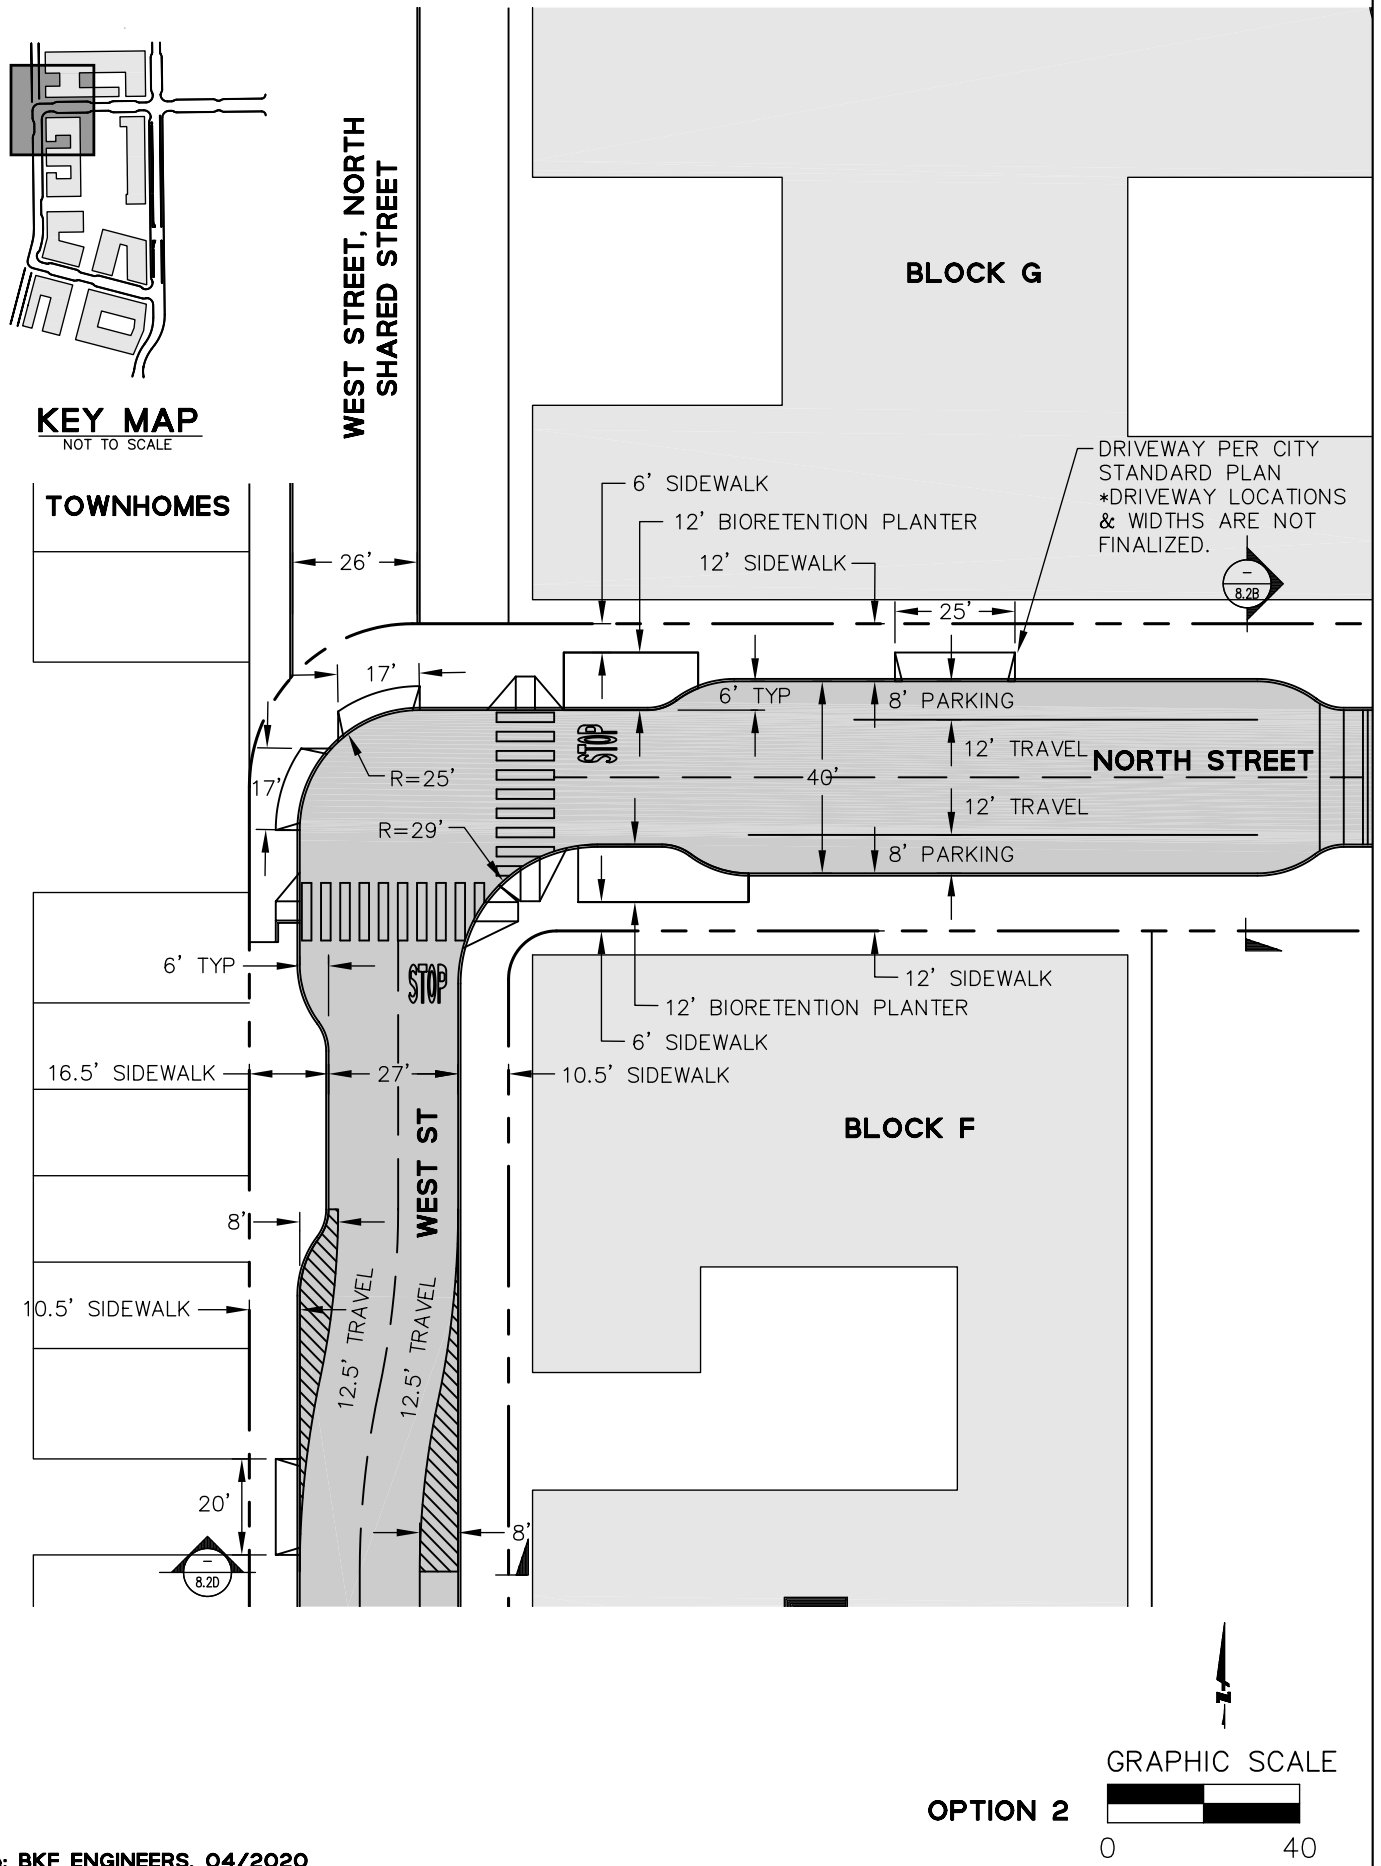 WEST STREET, NORTH
SHARED STREET
BLOCK G
KEY MAP
NOT TO SCALE
TOWNHOMES
DRIVEWAY PER CITY
STANDARD PLAN
*DRIVEWAY LOCATIONS
& WIDTHS ARE NOT
FINALIZED.
6' SIDEWALK
12' BIORETENTION PLANTER
12' SIDEWALK
26'
–
8.2B
25'
17'
6' TYP
8' PARKING
STOP
12' TRAVEL
NORTH STREET
17'
R=25'
40'
12' TRAVEL
R=29'
8' PARKING
6' TYP
STOP
12' SIDEWALK
12' BIORETENTION PLANTER
6' SIDEWALK
16.5' SIDEWALK
27'
10.5' SIDEWALK
WEST ST
BLOCK F
8'
10.5' SIDEWALK
12.5' TRAVEL
12.5' TRAVEL
20'
8'
–
8.2D
GRAPHIC SCALE
OPTION 2
0 40
: BKF ENGINEERS, 04/2020